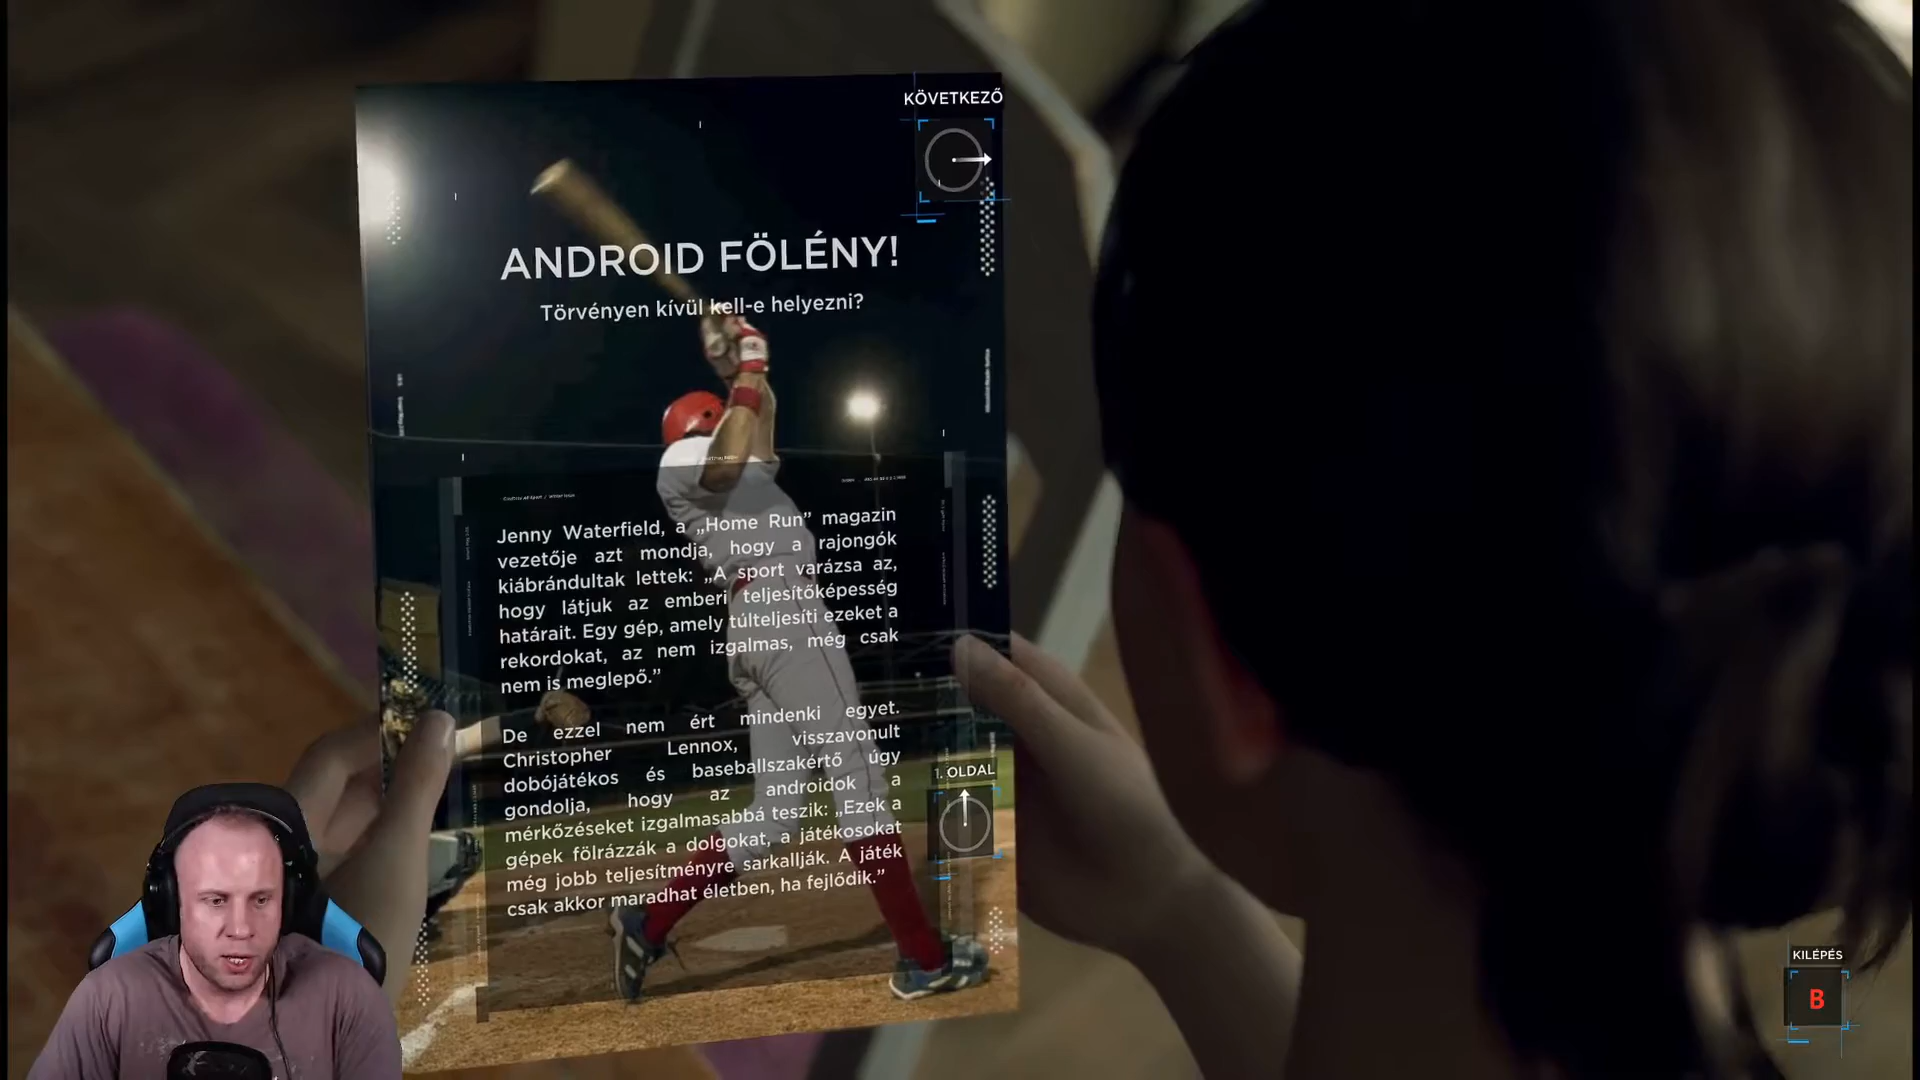 KÖVETKEZŐ
ANDROID FÖLÉNY!
Törvényen kívül kell-e helyezni?
Jenny Waterfield, a „Home Run” magazin
vezetője azt mondja, hogy a rajongók
kiábrándultak lettek: „A sport varázsa az,
hogy látjuk az emberi teljesítőképesség
határait. Egy gép, amely túlteljesíti ezeket a
rekordokat, az nem izgalmas, még csak
nem is meglepő.”
De ezzel nem ért mindenki egyet.
Christopher Lennox, visszavonult
dobójátékos és baseballszakértő úgy
gondolja, hogy az androidok a
mérkőzéseket izgalmasabbá teszik: „Ezek a
gépek fölrázzák a dolgokat, a játékosokat
még jobb teljesítményre sarkallják. A játék
csak akkor maradhat életben, ha fejlődik.”
1. OLDAL
KILÉPÉS
B